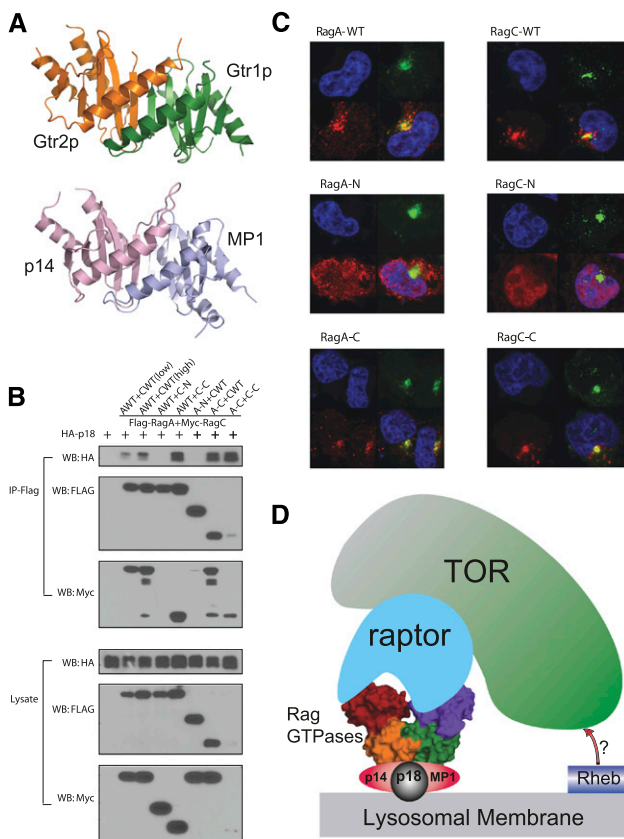 A
Gtr1p
Gtr2p
p14
MP1
B
AWT+CWT(low)
AWT+CWT(high)
AWT+C-N
AWT+C-C
A-N+CWT
A-C+CWT
A-C+C-C
Flag-RagA+Myc-RagC
HA-p18 + + + + + + + +
IP-Flag
WB: HA
WB: FLAG
WB: Myc
Lysate
WB: HA
WB: FLAG
WB: Myc
C
RagA-WT
RagC-WT
RagA-N
RagC-N
RagA-C
RagC-C
D
TOR
raptor
Rag
GTPases
p14
p18
MP1
?
Rheb
Lysosomal Membrane